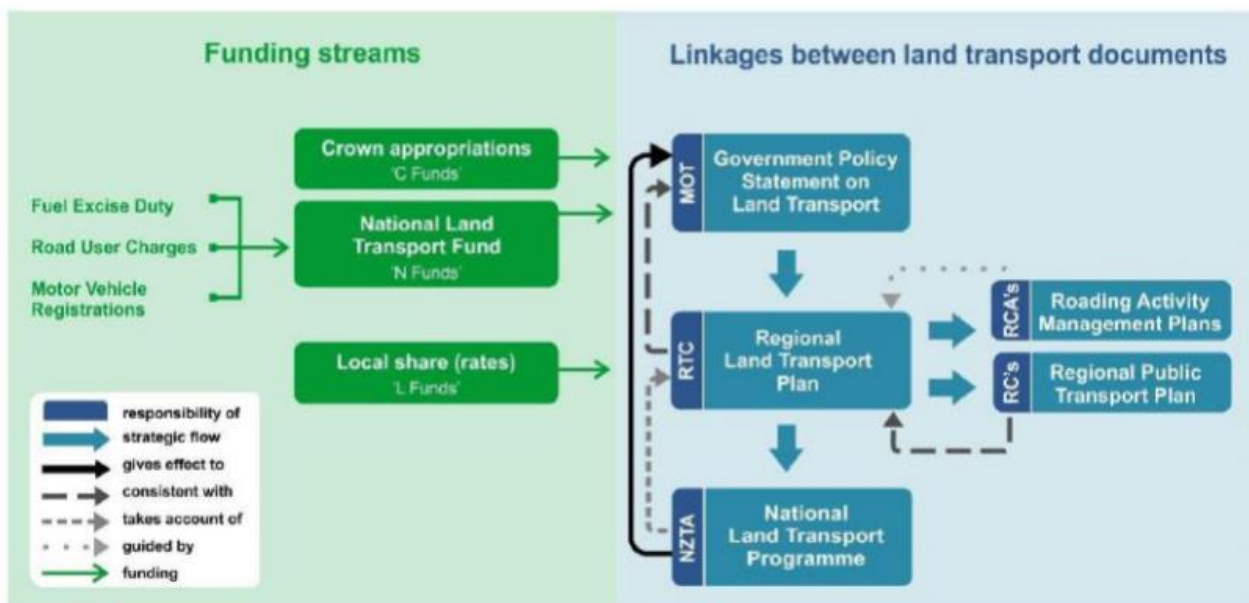 Funding streams
Fuel Excise Duty
Road User Charges
Motor Vehicle
Registrations
Crown appropriations
'C Funds'
National Land
Transport Fund
'N Funds'
Local share (rates)
'L Funds'
responsibility of
strategic flow
gives effect to
consistent with
takes account of
guided by
funding
Linkages between land transport documents
MOT
Government Policy
Statement on
Land Transport
RTC
Regional
Land Transport
Plan
RCA's
Roading Activity
Management Plans
RC's
Regional Public
Transport Plan
NZTA
National
Land Transport
Programme